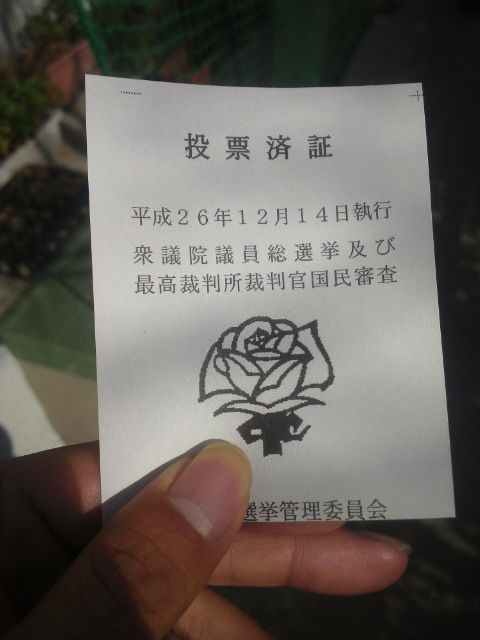 投票済証
平成26年12月14日執行
衆議院議員総選挙及び
最高裁判所裁判官国民審査
選挙管理委員会